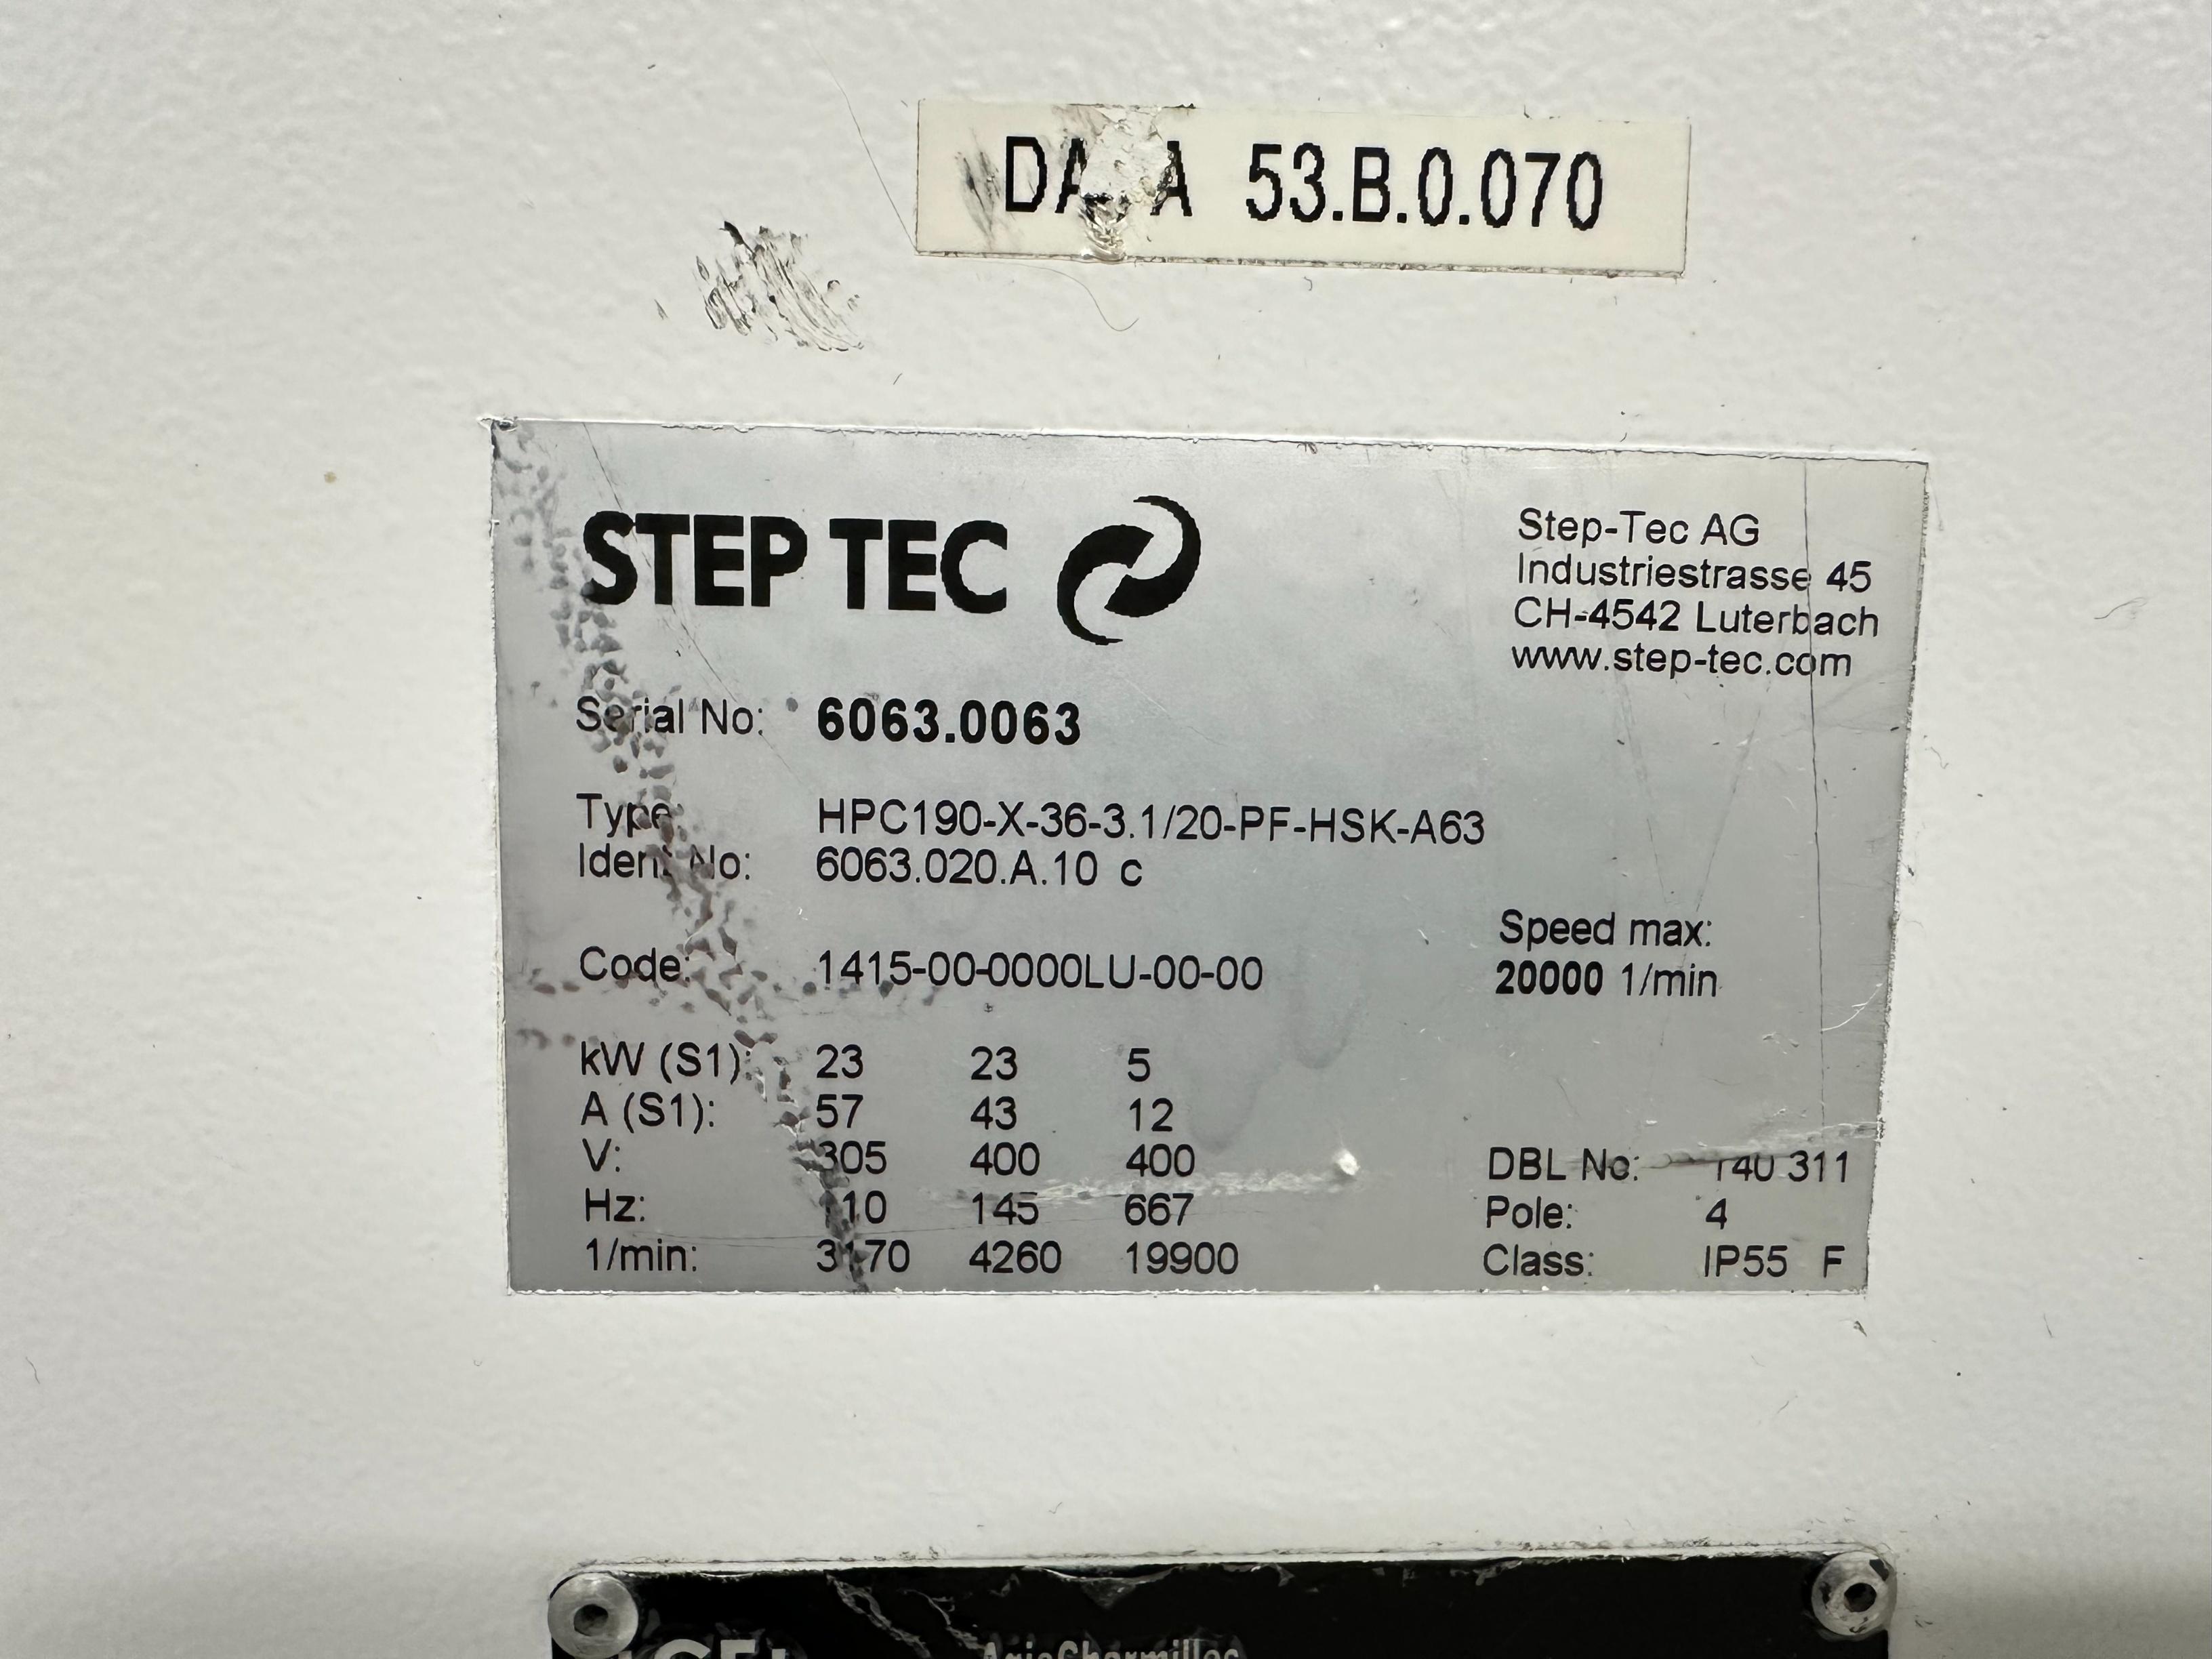 53.B.0.070
STEP TEC
Step-Tec AG
Industriestrasse 45
CH-4542 Luterbach
www.step-tec.com
Serial No: 6063.0063
Type: HPC190-X-36-3.1/20-PF-HSK-A63
Ident No: 6063.020.A.10 c
Code: 1415-00-0000LU-00-00
Speed max:
20000 1/min
kW (S1): 23 23 5
A (S1): 57 43 12
V: 305 400 400
Hz: 110 145 667
1/min: 3170 4260 19900
DBL No: 140 311
Pole: 4
Class: IP55 F
AgieCharmilles